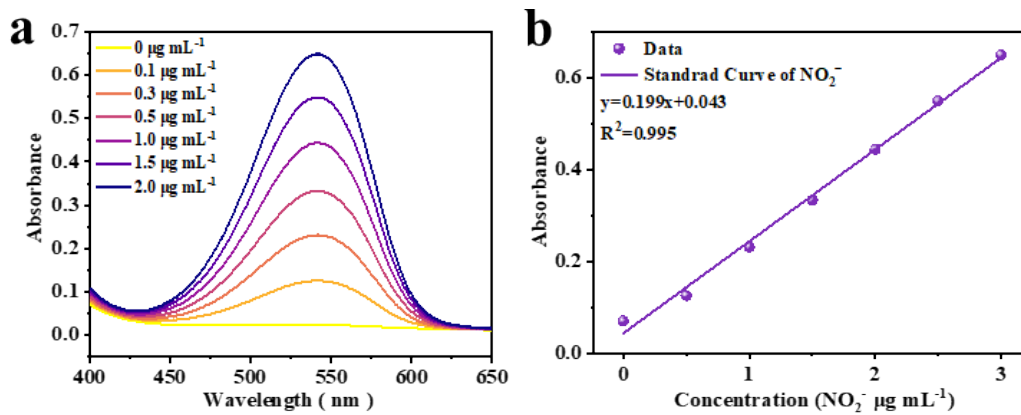 a
0.7
0.6
0.5
0.4
0.3
0.2
0.1
0.0
Absorbance
0 µg mL⁻¹
0.1 µg mL⁻¹
0.3 µg mL⁻¹
0.5 µg mL⁻¹
1.0 µg mL⁻¹
1.5 µg mL⁻¹
2.0 µg mL⁻¹
400 450 500 550 600 650
Wavelength ( nm )
b
0.6
0.4
0.2
0.0
Absorbance
Data
Standrad Curve of NO₂⁻
y=0.199x+0.043
R²=0.995
0 1 2 3
Concentration (NO₂⁻ µg mL⁻¹)